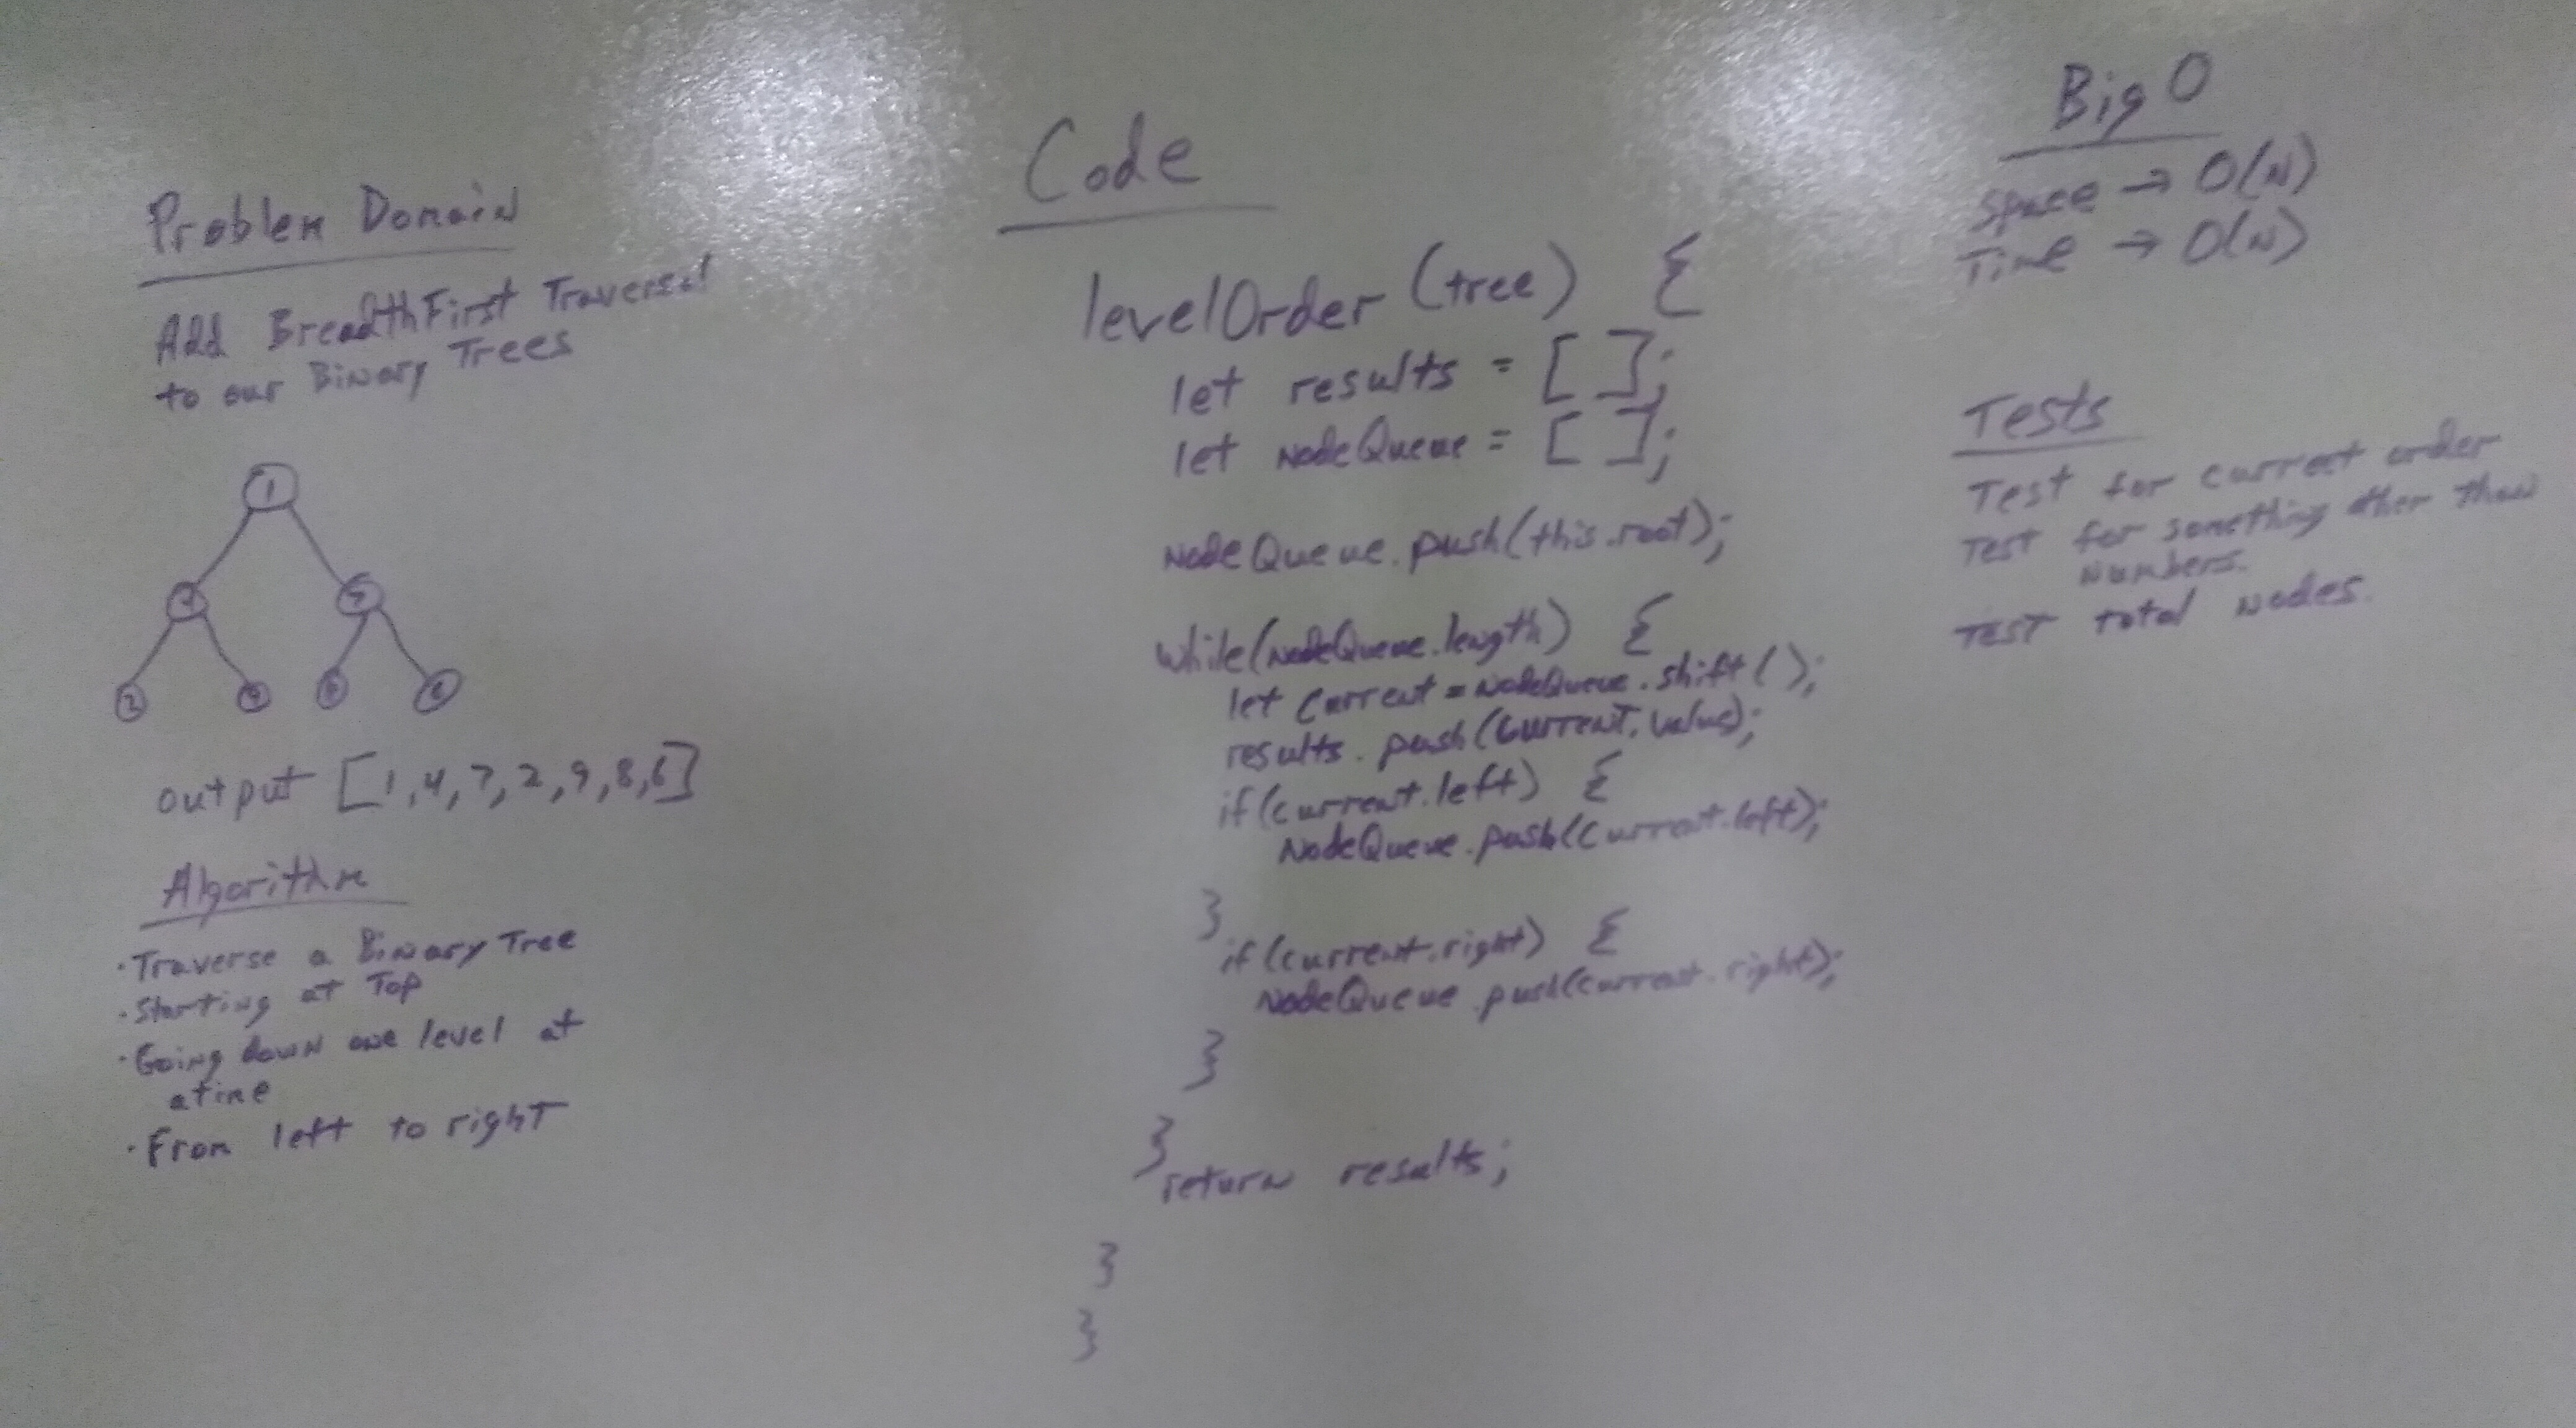 Problem Domain
Add BreadthFirst Traversal
to our Binary Trees
1
4 7
2 9 8 6
output [1,4,7,2,9,8,6]
Algorithm
· Traverse a Binary Tree
· Starting at Top
· Going down one level at
atime
· From left to right
Code
levelOrder (tree) {
let results = [ ];
let nodeQueue = [ ];
nodeQueue.push(this.root);
while(nodeQueue.length) {
let current = nodeQueue.shift( );
results.push(current.value);
if(current.left) {
nodeQueue.push(current.left);
}
if(current.right) {
nodeQueue.push(current.right);
}
}
return results;
}
}
Big O
Space → O(N)
Time → O(N)
Tests
Test for current order
Test for something other than
numbers.
Test total nodes.